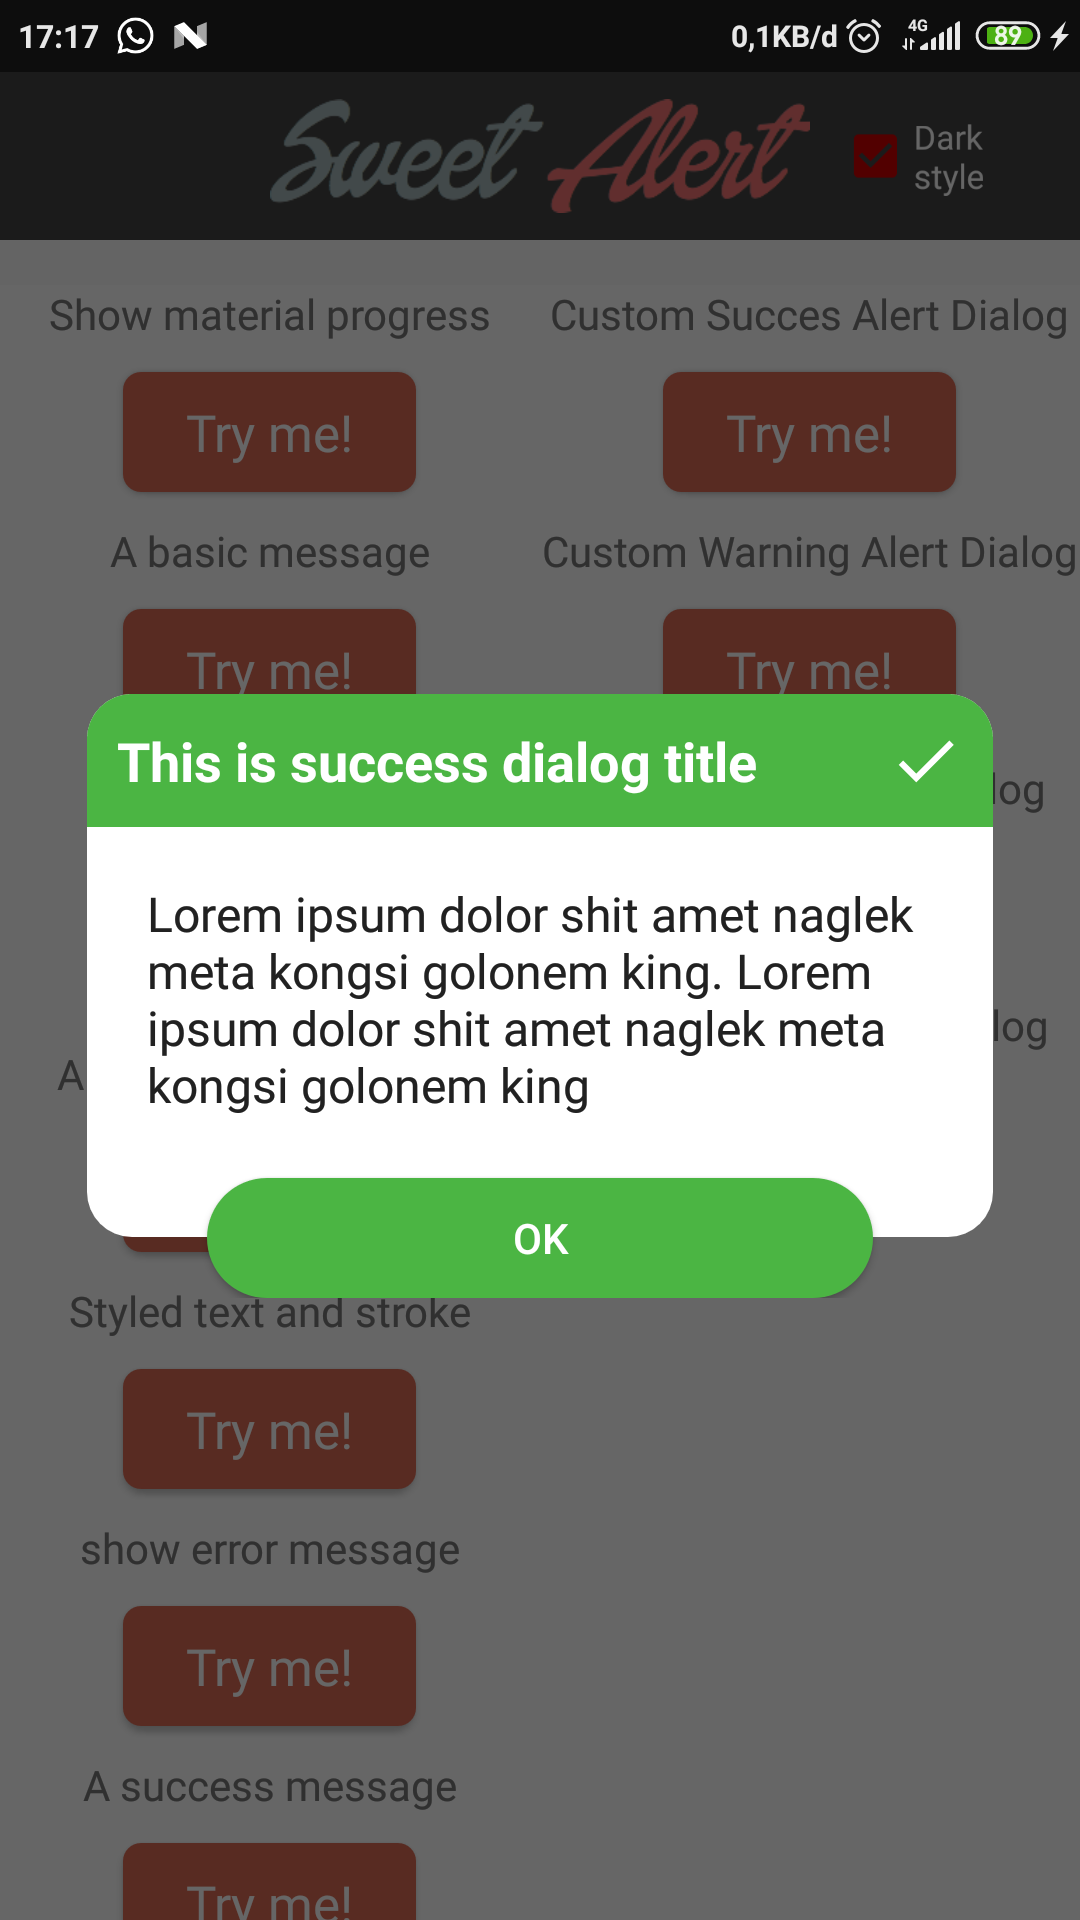 17:17
0,1KB/d 4G 89
Sweet Alert
Dark
style
Show material progress
Custom Succes Alert Dialog
Try me!
Try me!
A basic message
Custom Warning Alert Dialog
Try me!
Try me!
This is success dialog title
log
Lorem ipsum dolor shit amet naglek
meta kongsi golonem king. Lorem
ipsum dolor shit amet naglek meta
kongsi golonem king
log
A
OK
Styled text and stroke
Try me!
show error message
Try me!
A success message
Try me!